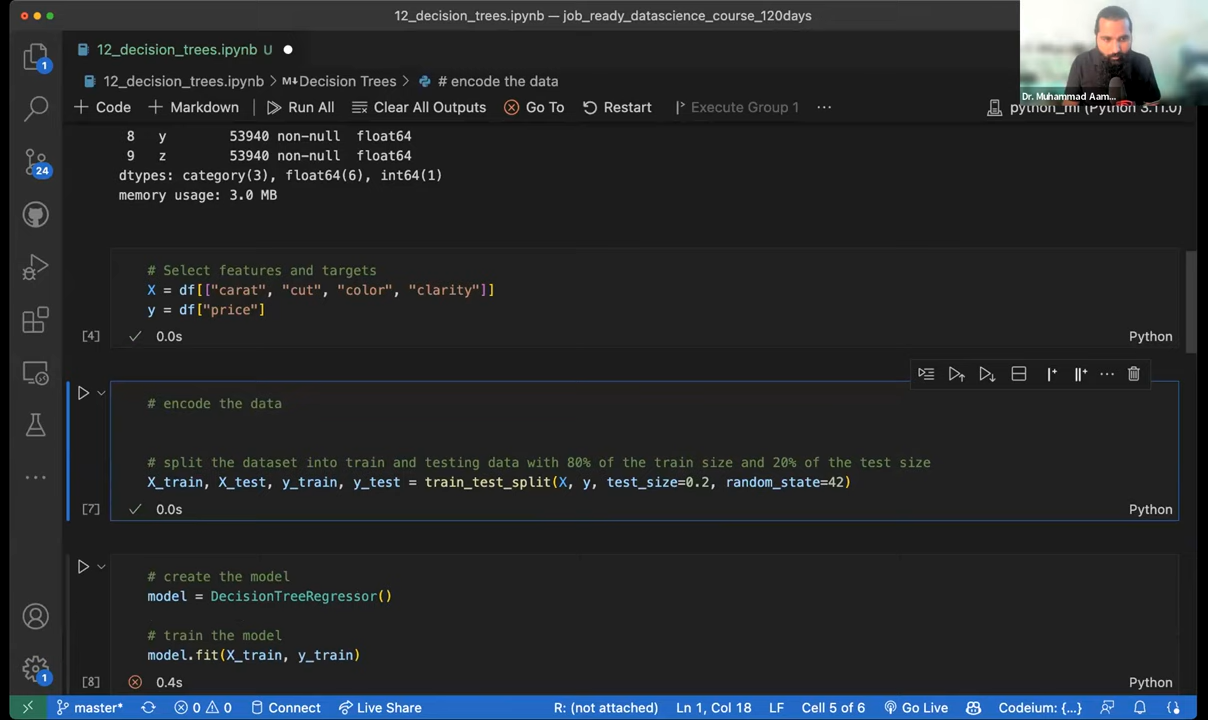 12_decision_trees.ipynb — job_ready_datascience_course_120days
12_decision_trees.ipynb U
12_decision_trees.ipynb > M↓Decision Trees > # encode the data
+ Code + Markdown Run All Clear All Outputs Go To Restart Execute Group 1 ...
Dr. Muhammad Aam...
python_ml (Python 3.11.0)
8 y 53940 non-null float64
9 z 53940 non-null float64
dtypes: category(3), float64(6), int64(1)
memory usage: 3.0 MB
# Select features and targets
X = df[["carat", "cut", "color", "clarity"]]
y = df["price"]
[4] 0.0s Python
# encode the data
# split the dataset into train and testing data with 80% of the train size and 20% of the test size
X_train, X_test, y_train, y_test = train_test_split(X, y, test_size=0.2, random_state=42)
[7] 0.0s Python
# create the model
model = DecisionTreeRegressor()
# train the model
model.fit(X_train, y_train)
[8] 0.4s Python
1
24
1
master* 0 0 Connect Live Share R: (not attached) Ln 1, Col 18 LF Cell 5 of 6 Go Live Codeium: {...}